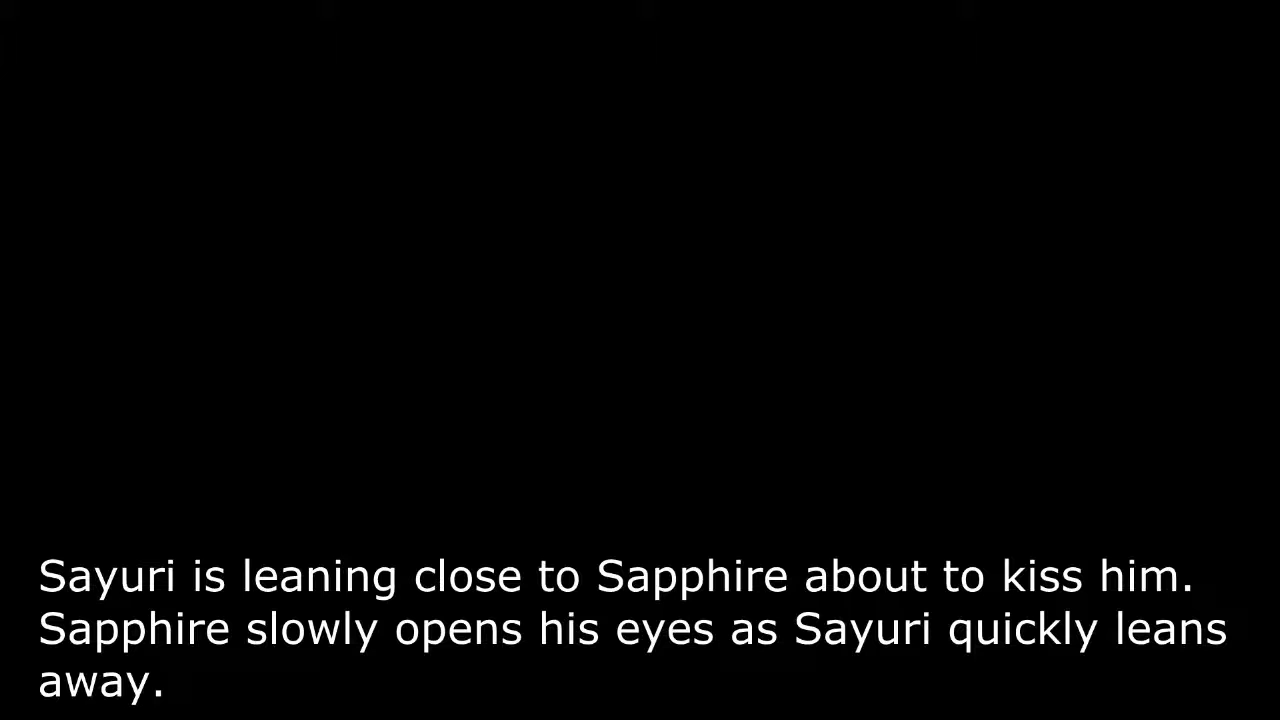 Sayuri is leaning close to Sapphire about to kiss him.
Sapphire slowly opens his eyes as Sayuri quickly leans
away.